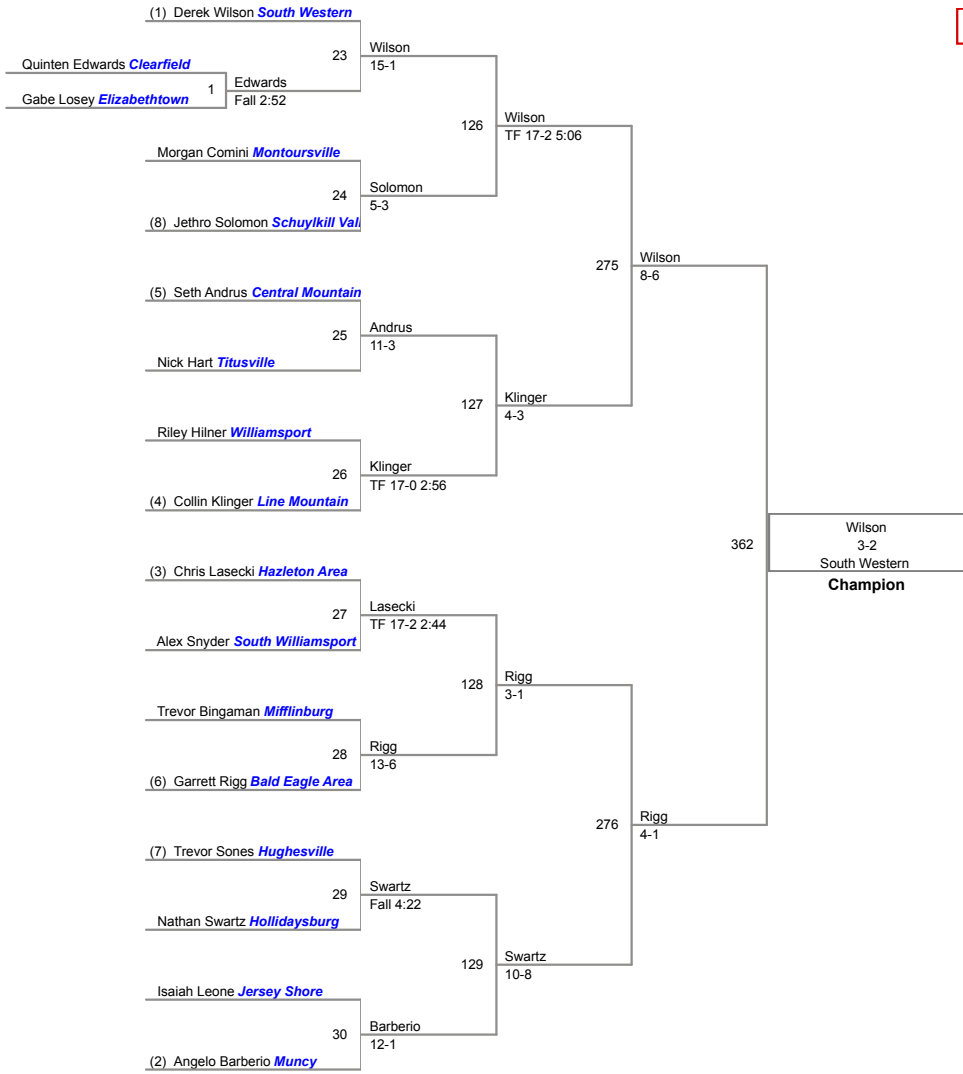 (1) Derek Wilson South Western
23
Wilson
15-1
Quinten Edwards Clearfield
1
Edwards
Fall 2:52
Gabe Losey Elizabethtown
126
Wilson
TF 17-2 5:06
Morgan Comini Montoursville
24
Solomon
5-3
(8) Jethro Solomon Schuylkill Val
275
Wilson
8-6
(5) Seth Andrus Central Mountain
25
Andrus
11-3
Nick Hart Titusville
127
Klinger
4-3
Riley Hilner Williamsport
26
Klinger
TF 17-0 2:56
(4) Collin Klinger Line Mountain
362
Wilson
3-2
South Western
Champion
(3) Chris Lasecki Hazleton Area
27
Lasecki
TF 17-2 2:44
Alex Snyder South Williamsport
128
Rigg
3-1
Trevor Bingaman Mifflinburg
28
Rigg
13-6
(6) Garrett Rigg Bald Eagle Area
276
Rigg
4-1
(7) Trevor Sones Hughesville
29
Swartz
Fall 4:22
Nathan Swartz Hollidaysburg
129
Swartz
10-8
Isaiah Leone Jersey Shore
30
Barberio
12-1
(2) Angelo Barberio Muncy